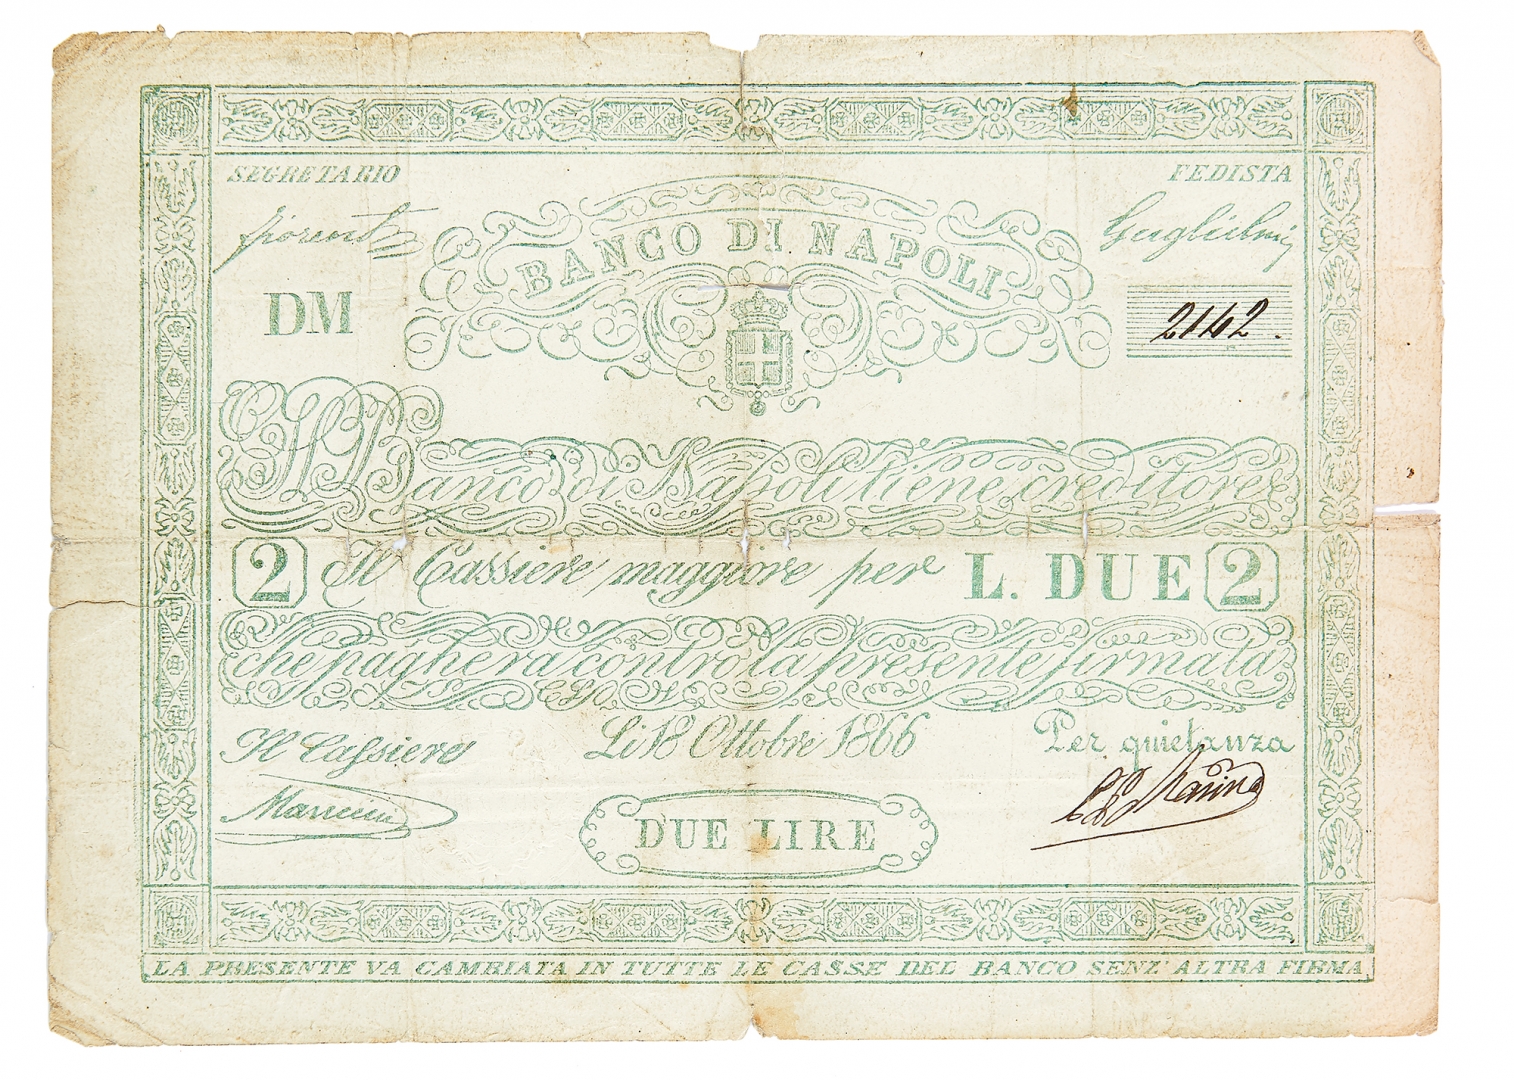 SEGRETARIO FEDISTA
BANCO DI NAPOLI
DM 2142.
Il Banco di Napoli tiene creditore
2 Il Cassiere maggiore per L. DUE 2
che pagherà contro la presente firmata
Il Cassiere Li 18 Ottobre 1866 Per quietanza
DUE LIRE
LA PRESENTE VA CAMBIATA IN TUTTE LE CASSE DEL BANCO SENZ' ALTRA FIRMA